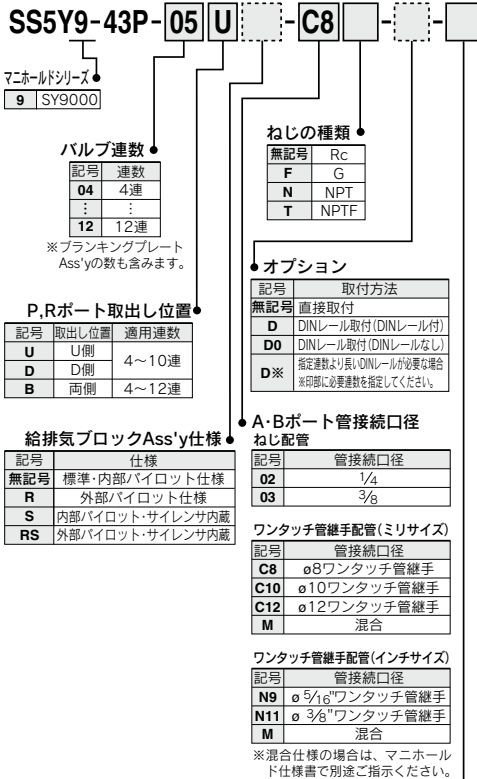 SS5Y9-43P-05 U -C8 - -
マニホールドシリーズ
9 SY9000
バルブ連数
記号 連数
04 4連
⋮ ⋮
12 12連
※ブランキングプレート
Ass'yの数も含みます。
ねじの種類
無記号 Rc
F G
N NPT
T NPTF
P,Rポート取出し位置
記号 取出し位置 適用連数
U U側 4～10連
D D側
B 両側 4～12連
オプション
記号 取付方法
無記号 直接取付
D DINレール取付(DINレール付)
D0 DINレール取付(DINレールなし)
D※ 指定連数より長いDINレールが必要な場合
※印部に必要連数を指定してください。
給排気ブロックAss'y仕様
記号 仕様
無記号 標準・内部パイロット仕様
R 外部パイロット仕様
S 内部パイロット・サイレンサ内蔵
RS 外部パイロット・サイレンサ内蔵
A・Bポート管接続口径
ねじ配管
記号 管接続口径
02 1/4
03 3/8
ワンタッチ管継手配管(ミリサイズ)
記号 管接続口径
C8 ø8ワンタッチ管継手
C10 ø10ワンタッチ管継手
C12 ø12ワンタッチ管継手
M 混合
ワンタッチ管継手配管(インチサイズ)
記号 管接続口径
N9 ø 5/16"ワンタッチ管継手
N11 ø 3/8"ワンタッチ管継手
M 混合
※混合仕様の場合は、マニホール
ド仕様書で別途ご指示ください。